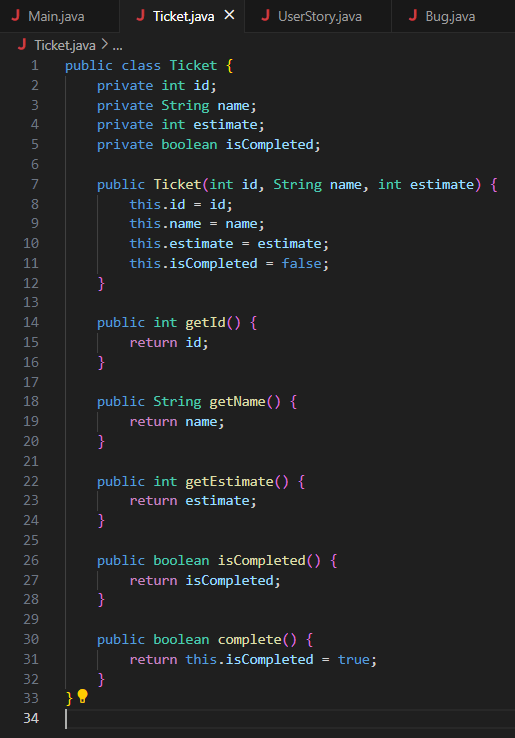 Main.java Ticket.java X UserStory.java Bug.java
Ticket.java > ...
1 public class Ticket {
2     private int id;
3     private String name;
4     private int estimate;
5     private boolean isCompleted;
6
7     public Ticket(int id, String name, int estimate) {
8         this.id = id;
9         this.name = name;
10         this.estimate = estimate;
11         this.isCompleted = false;
12     }
13
14     public int getId() {
15         return id;
16     }
17
18     public String getName() {
19         return name;
20     }
21
22     public int getEstimate() {
23         return estimate;
24     }
25
26     public boolean isCompleted() {
27         return isCompleted;
28     }
29
30     public boolean complete() {
31         return this.isCompleted = true;
32     }
33 }
34